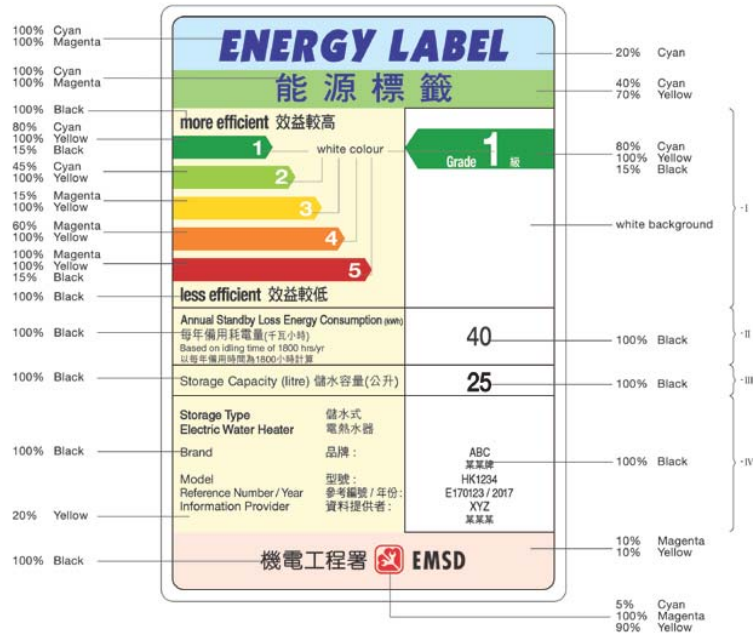 100% Cyan
100% Magenta
ENERGY LABEL
20% Cyan
100% Cyan
100% Magenta
能源標籤
40% Cyan
70% Yellow
100% Black
more efficient 效益較高
80% Cyan
100% Yellow
15% Black
1
white colour
Grade 1 級
80% Cyan
100% Yellow
15% Black
45% Cyan
100% Yellow
2
15% Magenta
100% Yellow
3
white background
-I
60% Magenta
100% Yellow
4
100% Magenta
100% Yellow
15% Black
5
100% Black
less efficient 效益較低
100% Black
Annual Standby Loss Energy Consumption (kWh)
每年備用耗電量(千瓦小時)
Based on idling time of 1800 hrs/yr
以每年備用時間為1800小時計算
40
100% Black
-II
100% Black
Storage Capacity (litre) 儲水容量(公升)
25
100% Black
-III
Storage Type 儲水式
Electric Water Heater 電熱水器
100% Black
Brand 品牌 : ABC
某某牌
100% Black
-IV
Model 型號 : HK1234
Reference Number / Year 參考編號 / 年份 : E170123 / 2017
Information Provider 資料提供者 : XYZ
某某某
20% Yellow
10% Magenta
10% Yellow
100% Black
機電工程署 EMSD
5% Cyan
100% Magenta
90% Yellow